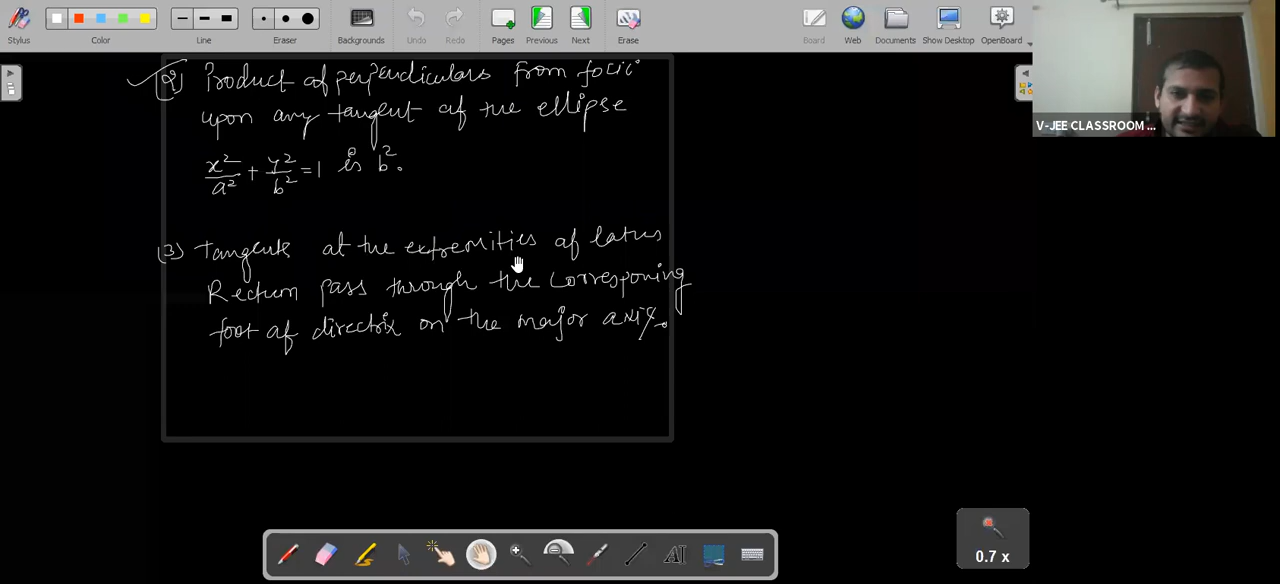 Stylus
Color
Line
Eraser
Backgrounds
Undo
Redo
Pages
Previous
Next
Erase
Board
Web
Documents
Show Desktop
OpenBoard
V-JEE CLASSROOM ...
Product of perpendiculars from focii
upon any tangent of the ellipse
x²/a² + y²/b² = 1 is b².
(3) Tangents at the extremities of latus
Rectum pass through the corresponing
foot of directrix on the major axis.
0.7 x